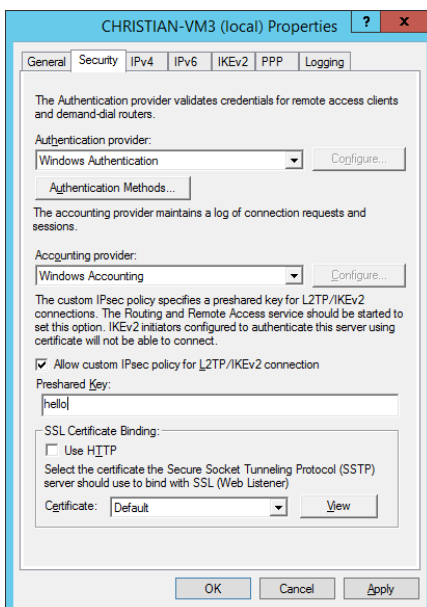 CHRISTIAN-VM3 (local) Properties
?
x
General
Security
IPv4
IPv6
IKEv2
PPP
Logging
The Authentication provider validates credentials for remote access clients
and demand-dial routers.
Authentication provider:
Windows Authentication
Configure...
Authentication Methods...
The accounting provider maintains a log of connection requests and
sessions.
Accounting provider:
Windows Accounting
Configure...
The custom IPsec policy specifies a preshared key for L2TP/IKEv2
connections. The Routing and Remote Access service should be started to
set this option. IKEv2 initiators configured to authenticate this server using
certificate will not be able to connect.
Allow custom IPsec policy for L2TP/IKEv2 connection
Preshared Key:
hello
SSL Certificate Binding:
Use HTTP
Select the certificate the Secure Socket Tunneling Protocol (SSTP)
server should use to bind with SSL (Web Listener)
Certificate:
Default
View
OK
Cancel
Apply